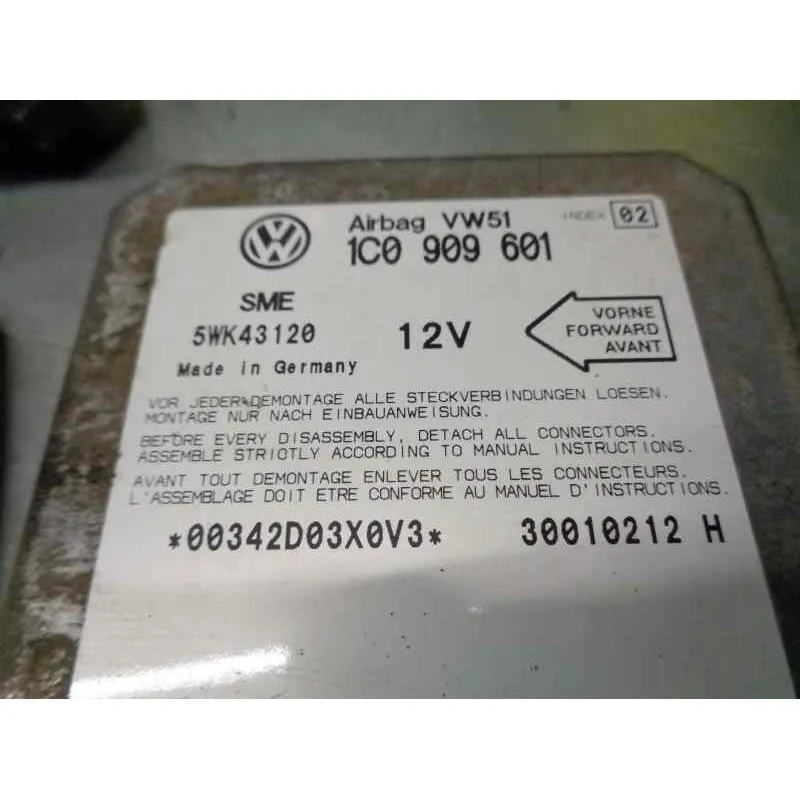 Airbag VW51
INDEX 02
1C0 909 601
SME
5WK43120
12V
VORNE
FORWARD
AVANT
Made in Germany
VOR JEDER DEMONTAGE ALLE STECKVERBINDUNGEN LOESEN.
MONTAGE NUR NACH EINBAUANWEISUNG.
BEFORE EVERY DISASSEMBLY, DETACH ALL CONNECTORS.
ASSEMBLE STRICTLY ACCORDING TO MANUAL INSTRUCTIONS.
AVANT TOUT DEMONTAGE ENLEVER TOUS LES CONNECTEURS.
L'ASSEMBLAGE DOIT ETRE CONFORME AU MANUEL D'INSTRUCTIONS.
*00342D03X0V3*
30010212 H